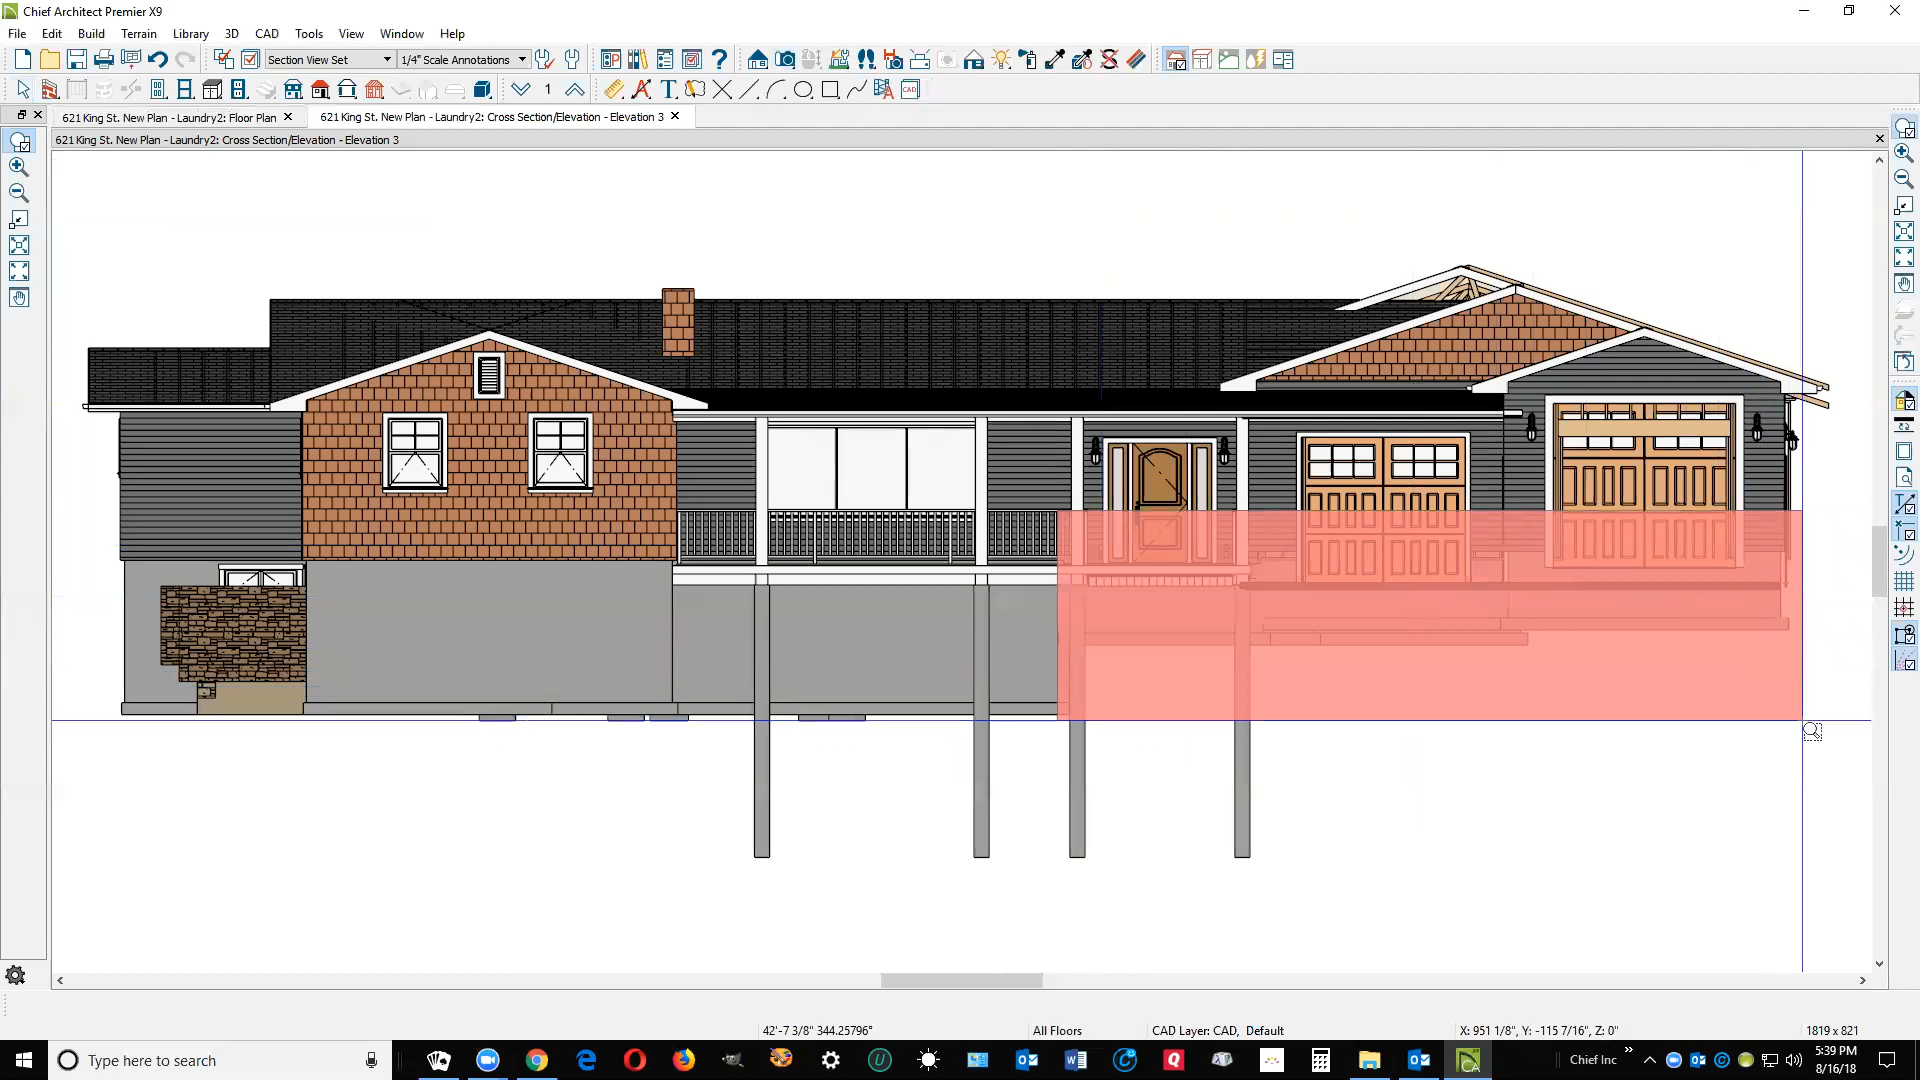 Chief Architect Premier X9
File Edit Build Terrain Library 3D CAD Tools View Window Help
Section View Set 1/4" Scale Annotations
1
CAD
621 King St. New Plan - Laundry2: Floor Plan 621 King St. New Plan - Laundry2: Cross Section/Elevation - Elevation 3
621 King St. New Plan - Laundry2: Cross Section/Elevation - Elevation 3
42'-7 3/8" 344.25796° All Floors CAD Layer: CAD, Default X: 951 1/8", Y: -115 7/16", Z: 0" 1819 x 821
Type here to search
Chief Inc
5:39 PM
8/16/18